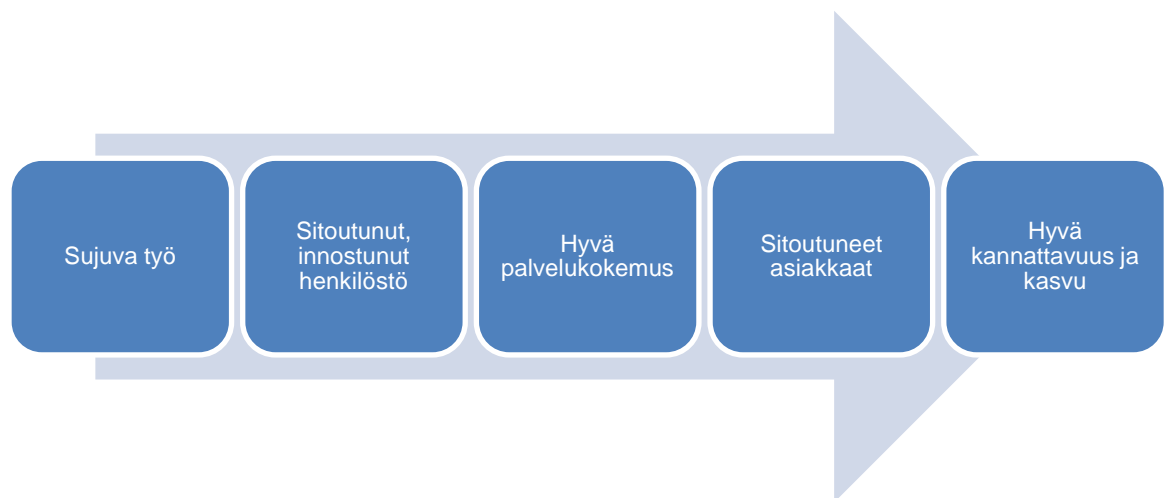 Sujuva työ
Sitoutunut,
innostunut
henkilöstö
Hyvä
palvelukokemus
Sitoutuneet
asiakkaat
Hyvä
kannattavuus ja
kasvu